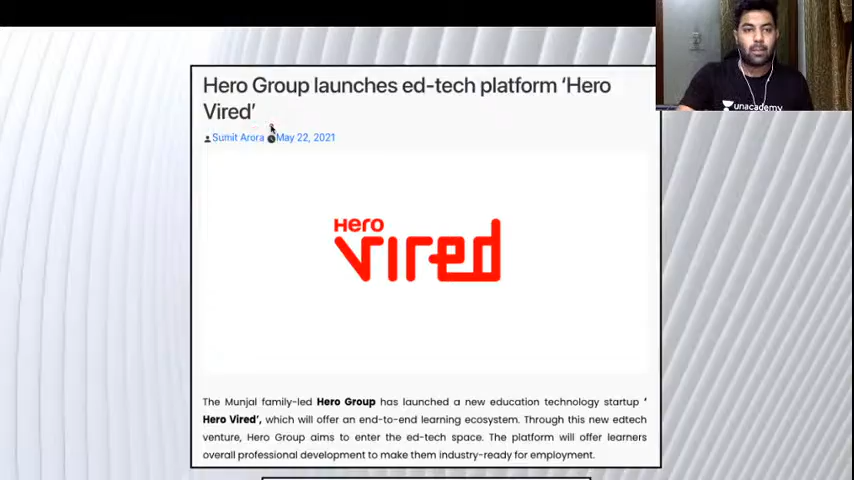 Hero Group launches ed-tech platform ‘Hero
Vired’
Sumit Arora May 22, 2021
Hero
vired
The Munjal family-led Hero Group has launched a new education technology startup ‘
Hero Vired’, which will offer an end-to-end learning ecosystem. Through this new edtech
venture, Hero Group aims to enter the ed-tech space. The platform will offer learners
overall professional development to make them industry-ready for employment.
unacademy